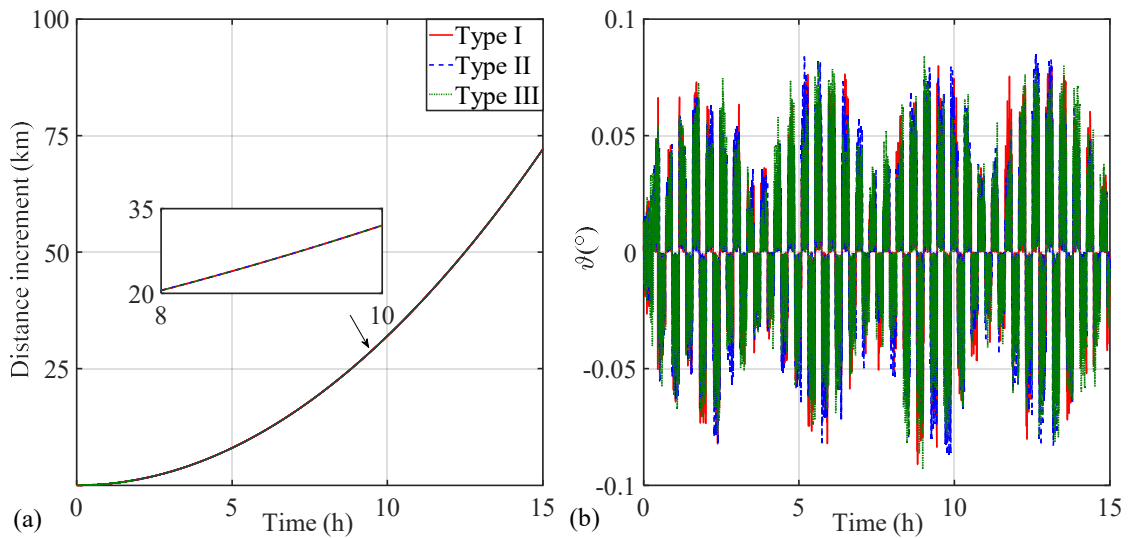 100
75
50
25
0
0
5
10
15
Distance increment (km)
Time (h)
Type I
Type II
Type III
35
20
8
10
(a)
0.1
0.05
0
-0.05
-0.1
0
5
10
15
ϑ(°)
Time (h)
(b)